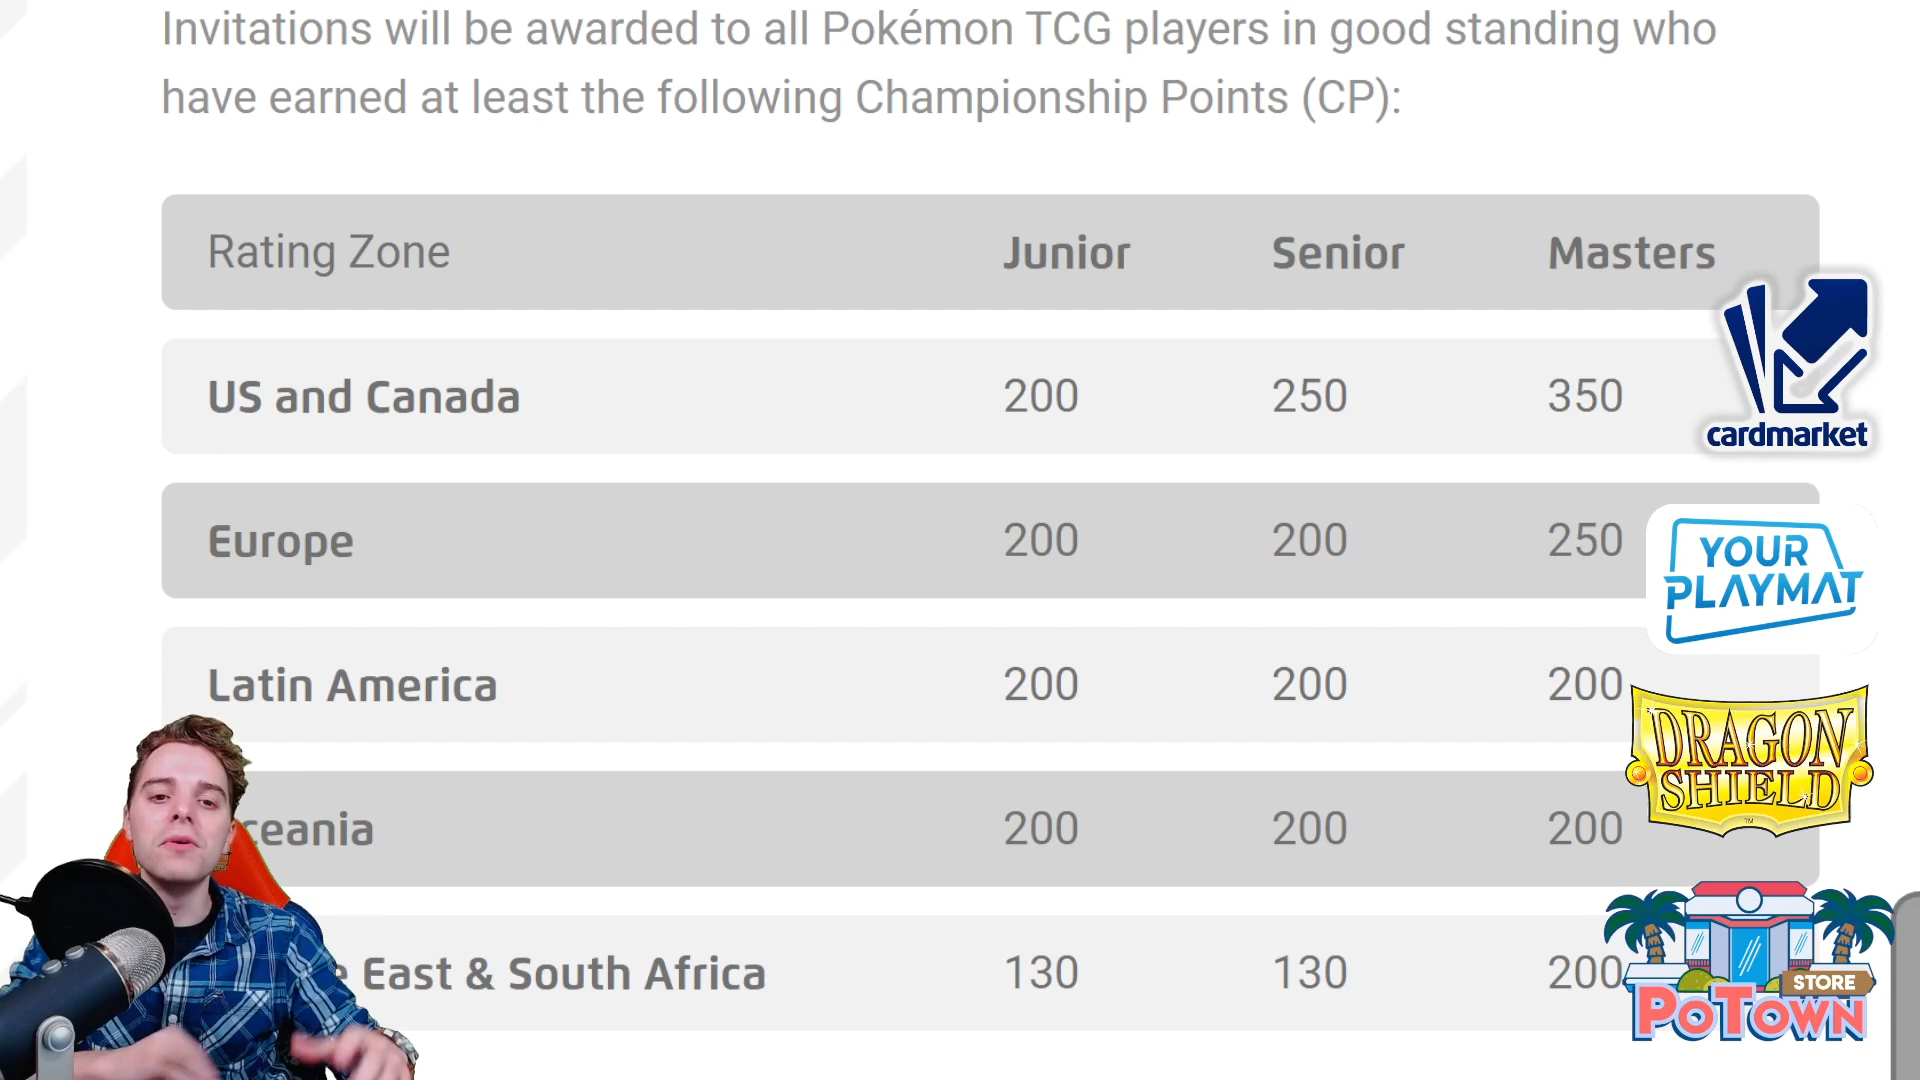 Invitations will be awarded to all Pokémon TCG players in good standing who
have earned at least the following Championship Points (CP):
Rating Zone Junior Senior Masters
US and Canada 200 250 350
cardmarket
Europe 200 200 250
YOUR
PLAYMAT
Latin America 200 200 200
DRAGON
SHIELD
TM
ceania 200 200 200
e East & South Africa 130 130 200
STORE
POTOWN